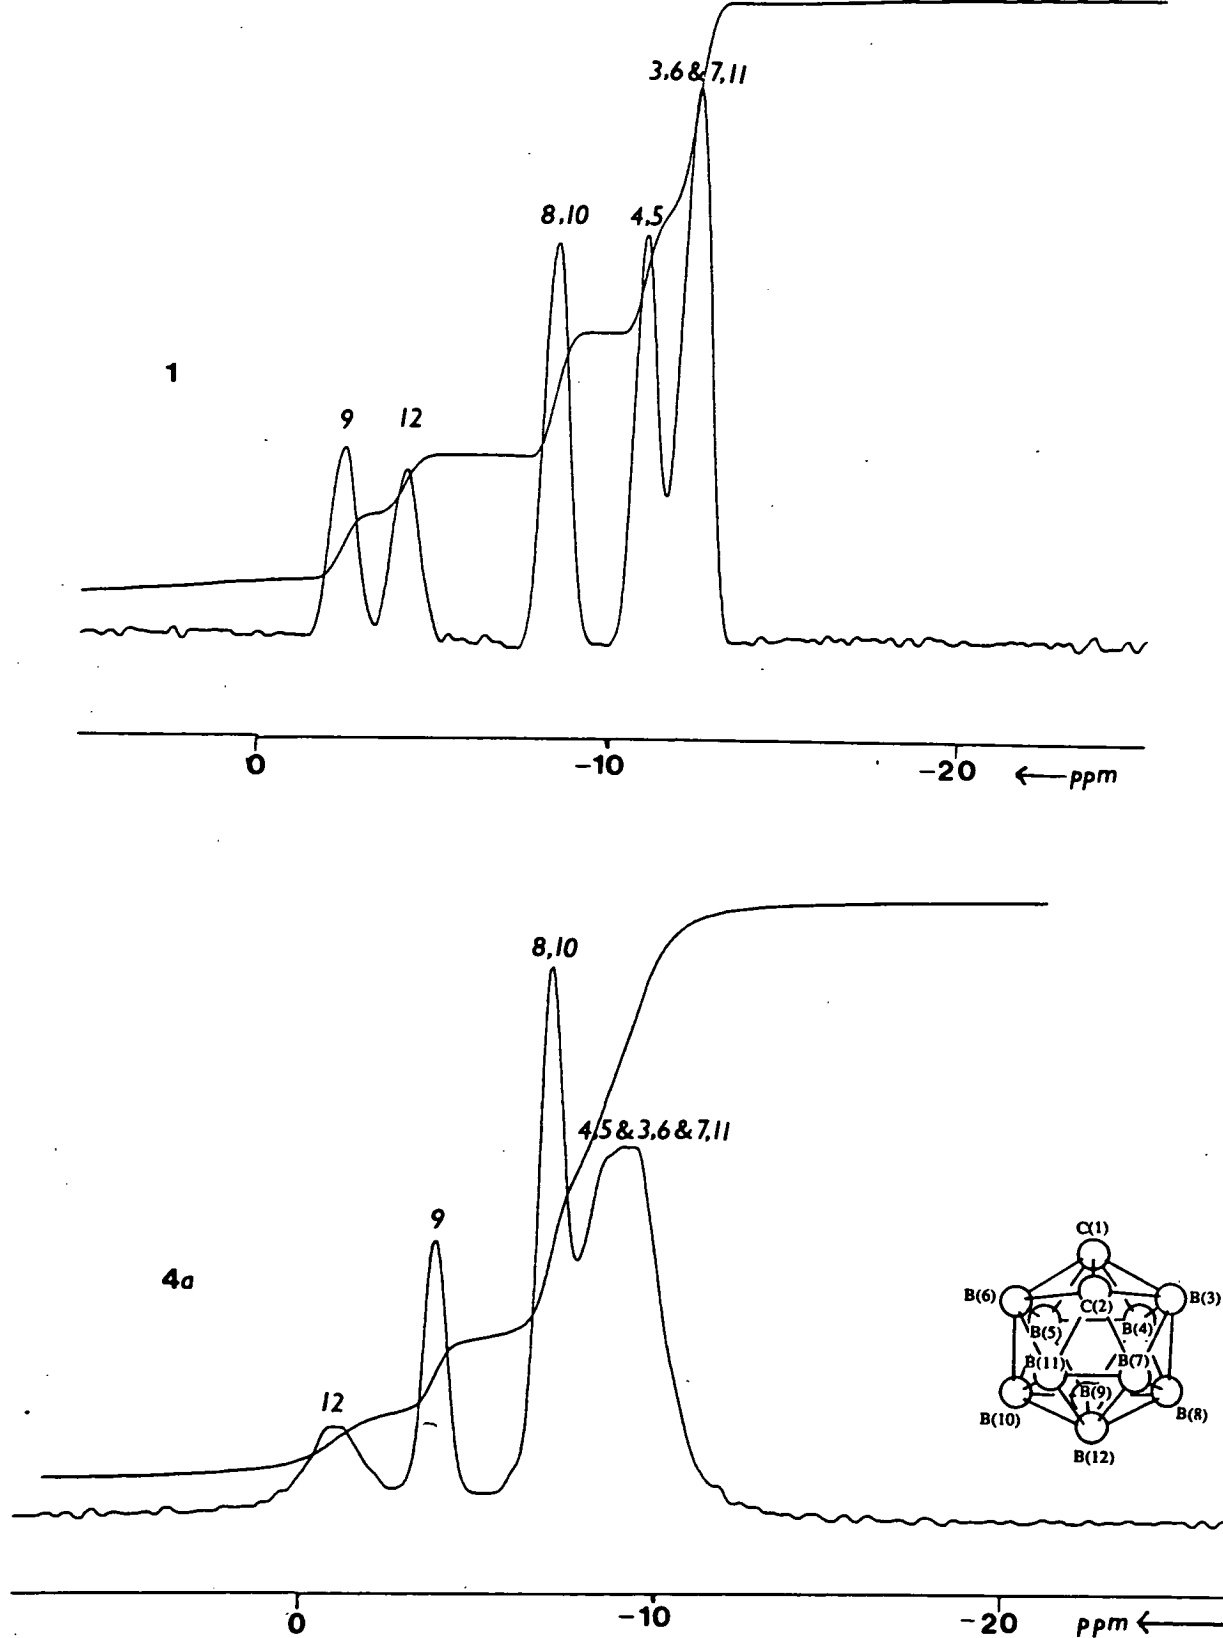 3,6 & 7,11
8,10 4,5
1
9 12
0 -10 -20 ←ppm
8,10
4,5 & 3,6 & 7,11
9
4a
12
C(1)
B(6) C(2) B(3)
B(5) B(4)
B(11) B(7)
B(9)
B(10) B(8)
B(12)
0 -10 -20 ppm ←